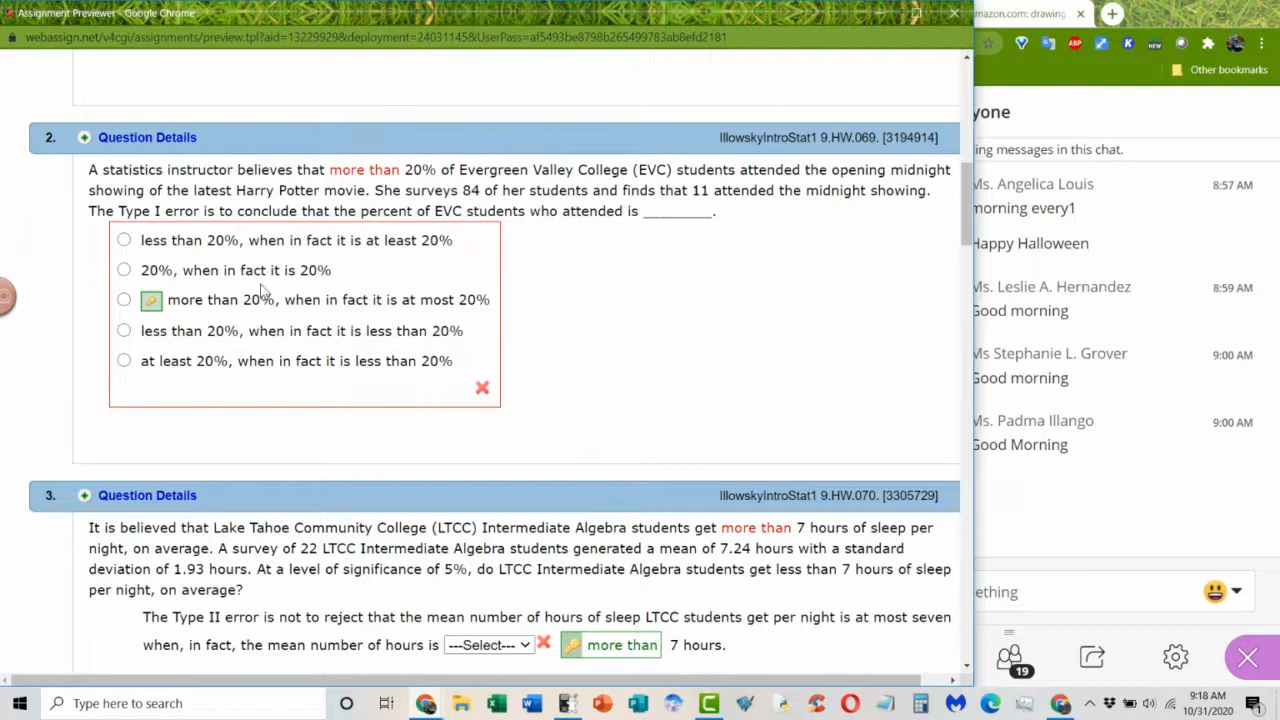 Assignment Previewer - Google Chrome
webassign.net/v4cgi/assignments/preview.tpl?aid=13229929&deployment=24031145&UserPass=af5493be8798b265499783ab8efd2181
2. Question Details IllowskyIntroStat1 9.HW.069. [3194914]
A statistics instructor believes that more than 20% of Evergreen Valley College (EVC) students attended the opening midnight
showing of the latest Harry Potter movie. She surveys 84 of her students and finds that 11 attended the midnight showing.
The Type I error is to conclude that the percent of EVC students who attended is _________.
less than 20%, when in fact it is at least 20%
20%, when in fact it is 20%
more than 20%, when in fact it is at most 20%
less than 20%, when in fact it is less than 20%
at least 20%, when in fact it is less than 20%
3. Question Details IllowskyIntroStat1 9.HW.070. [3305729]
It is believed that Lake Tahoe Community College (LTCC) Intermediate Algebra students get more than 7 hours of sleep per
night, on average. A survey of 22 LTCC Intermediate Algebra students generated a mean of 7.24 hours with a standard
deviation of 1.93 hours. At a level of significance of 5%, do LTCC Intermediate Algebra students get less than 7 hours of sleep
per night, on average?
The Type II error is not to reject that the mean number of hours of sleep LTCC students get per night is at most seven
when, in fact, the mean number of hours is ---Select--- more than 7 hours.
mazon.com: drawing
ABP K NEW
Other bookmarks
yone
ing messages in this chat.
Ms. Angelica Louis 8:57 AM
morning every1
Happy Halloween
Ms. Leslie A. Hernandez 8:59 AM
Good morning
Ms Stephanie L. Grover 9:00 AM
Good morning
Ms. Padma Illango 9:00 AM
Good Morning
ething
19
Type here to search
9:18 AM
10/31/2020
1